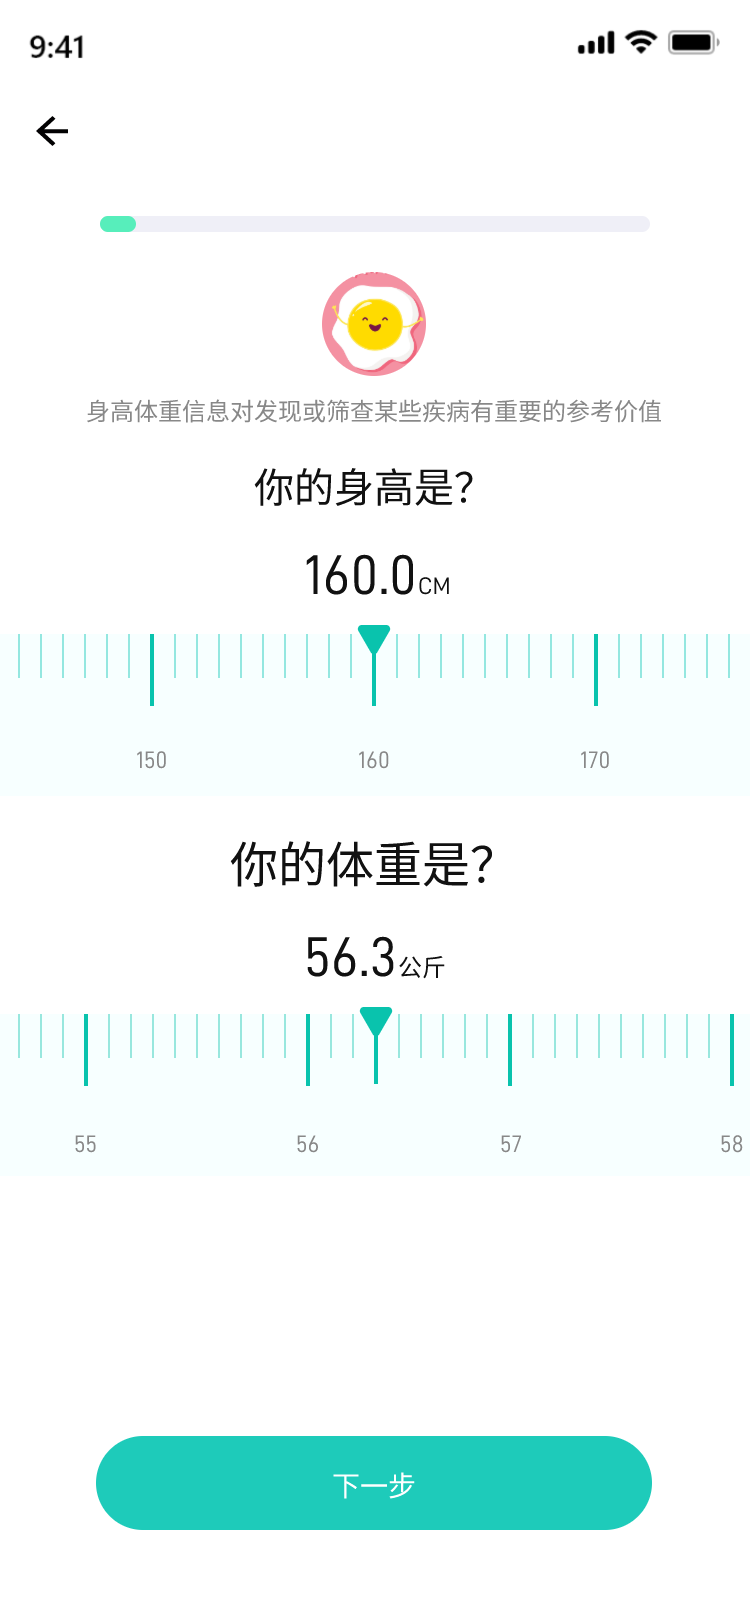 9:41
身高体重信息对发现或筛查某些疾病有重要的参考价值
你的身高是?
160.0CM
150 160 170
你的体重是?
56.3公斤
55 56 57 58
下一步